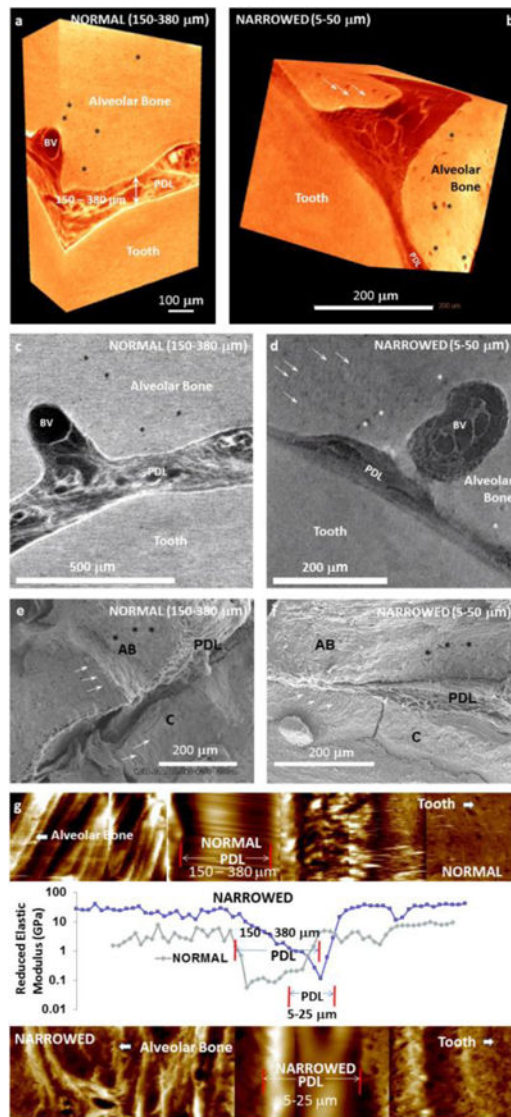 a NORMAL (150-380 μm)
Alveolar Bone
BV
PDL
150 – 380 μm
Tooth
100 μm
NARROWED (5-50 μm) b
Alveolar
Bone
Tooth
PDL
200 μm
200 um
c NORMAL (150-380 μm)
Alveolar Bone
BV
PDL
Tooth
500 μm
d NARROWED (5-50 μm)
BV
PDL
Alveolar
Bone
Tooth
200 μm
e NORMAL (150-380 μm)
AB
PDL
C
200 μm
f NARROWED (5-50 μm)
AB
PDL
C
200 μm
g
Alveolar Bone
NORMAL
PDL
150 – 380 μm
Tooth
NORMAL
Reduced Elastic
Modulus (GPa)
100
10
1
0.1
0.01
NARROWED
150 – 380 μm
PDL
NORMAL
PDL
5-25 μm
NARROWED
Alveolar Bone
NARROWED
PDL
5-25 μm
Tooth